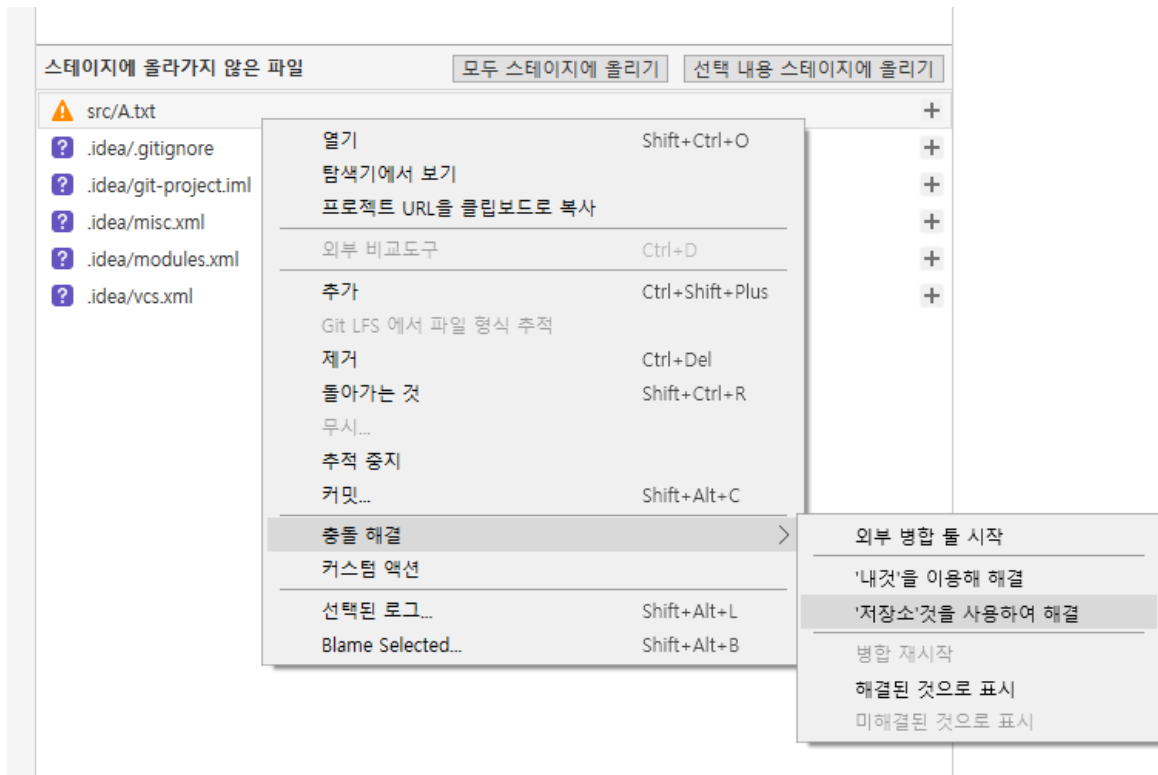 스테이지에 올라가지 않은 파일 모두 스테이지에 올리기 선택 내용 스테이지에 올리기
src/A.txt
.idea/.gitignore
.idea/git-project.iml
.idea/misc.xml
.idea/modules.xml
.idea/vcs.xml
열기 Shift+Ctrl+O
탐색기에서 보기
프로젝트 URL을 클립보드로 복사
외부 비교도구 Ctrl+D
추가 Ctrl+Shift+Plus
Git LFS 에서 파일 형식 추적
제거 Ctrl+Del
돌아가는 것 Shift+Ctrl+R
무시...
추적 중지
커밋... Shift+Alt+C
충돌 해결
커스텀 액션
선택된 로그... Shift+Alt+L
Blame Selected... Shift+Alt+B
외부 병합 툴 시작
'내것'을 이용해 해결
'저장소'것을 사용하여 해결
병합 재시작
해결된 것으로 표시
미해결된 것으로 표시